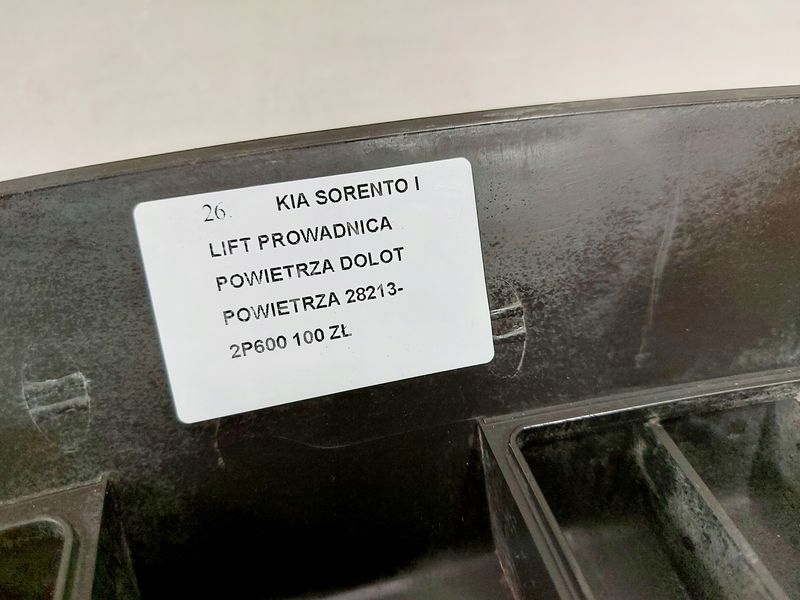 26. KIA SORENTO I
LIFT PROWADNICA
POWIETRZA DOLOT
POWIETRZA 28213-
2P600 100 ZŁ